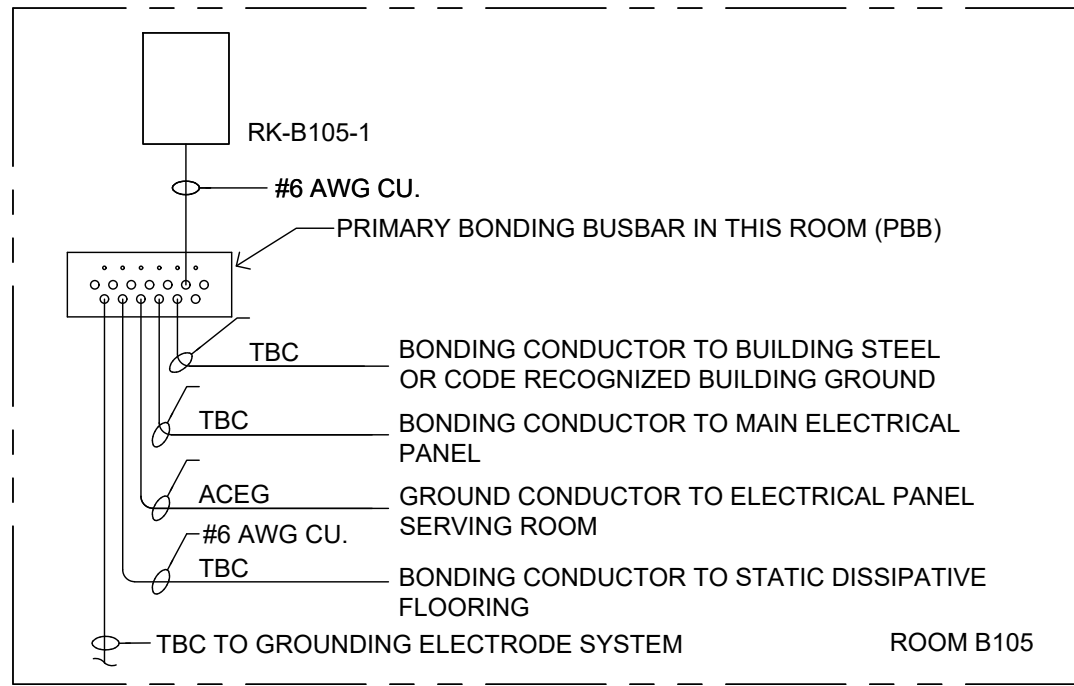 RK-B105-1
#6 AWG CU.
PRIMARY BONDING BUSBAR IN THIS ROOM (PBB)
TBC
BONDING CONDUCTOR TO BUILDING STEEL
OR CODE RECOGNIZED BUILDING GROUND
TBC
BONDING CONDUCTOR TO MAIN ELECTRICAL
PANEL
ACEG
GROUND CONDUCTOR TO ELECTRICAL PANEL
SERVING ROOM
#6 AWG CU.
TBC
BONDING CONDUCTOR TO STATIC DISSIPATIVE
FLOORING
TBC TO GROUNDING ELECTRODE SYSTEM
ROOM B105